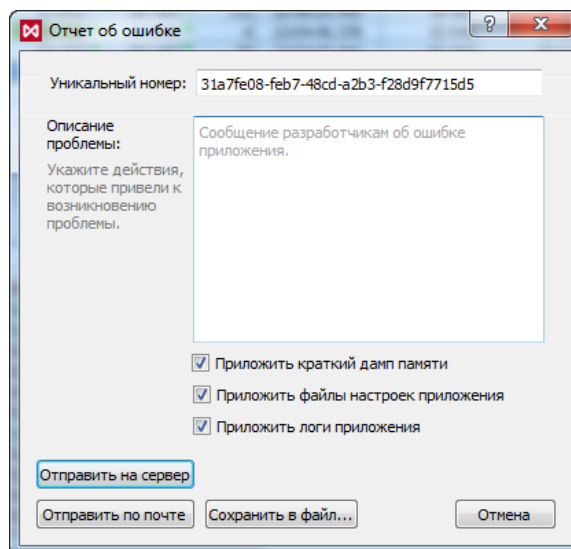 Отчет об ошибке
Уникальный номер: 31a7fe08-feb7-48cd-a2b3-f28d9f7715d5
Описание
проблемы:
Укажите действия,
которые привели к
возникновению
проблемы.
Сообщение разработчикам об ошибке
приложения.
Приложить краткий дамп памяти
Приложить файлы настроек приложения
Приложить логи приложения
Отправить на сервер
Отправить по почте Сохранить в файл... Отмена